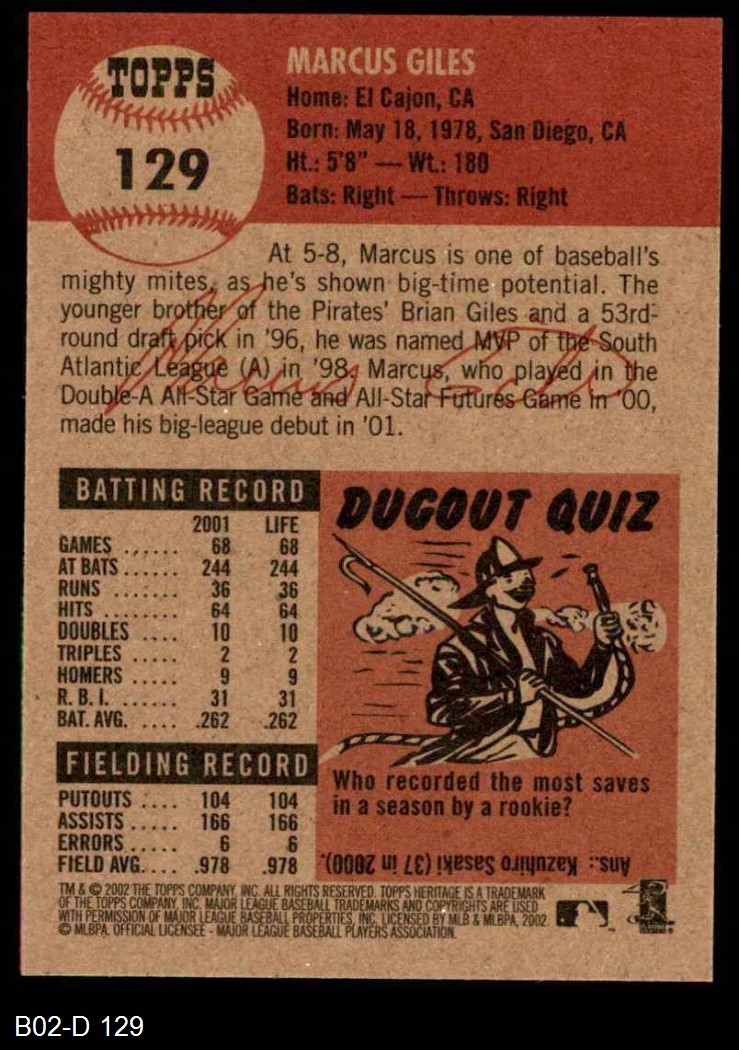 TOPPS
129
MARCUS GILES
Home: El Cajon, CA
Born: May 18, 1978, San Diego, CA
Ht.: 5'8" — Wt.: 180
Bats: Right — Throws: Right
At 5-8, Marcus is one of baseball's
mighty mites, as he's shown big-time potential. The
younger brother of the Pirates' Brian Giles and a 53rd-
round draft pick in '96, he was named MVP of the South
Atlantic League (A) in '98. Marcus, who played in the
Double-A All-Star Game and All-Star Futures Game in '00,
made his big-league debut in '01.
Marcus Giles
BATTING RECORD
2001 LIFE
GAMES ...... 68 68
AT BATS ...... 244 244
RUNS ....... 36 36
HITS ........ 64 64
DOUBLES .... 10 10
TRIPLES ..... 2 2
HOMERS ..... 9 9
R. B. I. ...... 31 31
BAT. AVG. .... .262 .262
FIELDING RECORD
PUTOUTS .... 104 104
ASSISTS ..... 166 166
ERRORS ..... 6 6
FIELD AVG.... .978 .978
DUGOUT QUIZ
Who recorded the most saves
in a season by a rookie?
Ans.: Kazuhiro Sasaki (37 in 2000)
TM & © 2002 THE TOPPS COMPANY, INC. ALL RIGHTS RESERVED. TOPPS HERITAGE IS A TRADEMARK
OF THE TOPPS COMPANY, INC. MAJOR LEAGUE BASEBALL TRADEMARKS AND COPYRIGHTS ARE USED
WITH PERMISSION OF MAJOR LEAGUE BASEBALL PROPERTIES, INC. LICENSED BY MLB & MLBPA, 2002.
© MLBPA. OFFICIAL LICENSEE - MAJOR LEAGUE BASEBALL PLAYERS ASSOCIATION.
B02-D 129